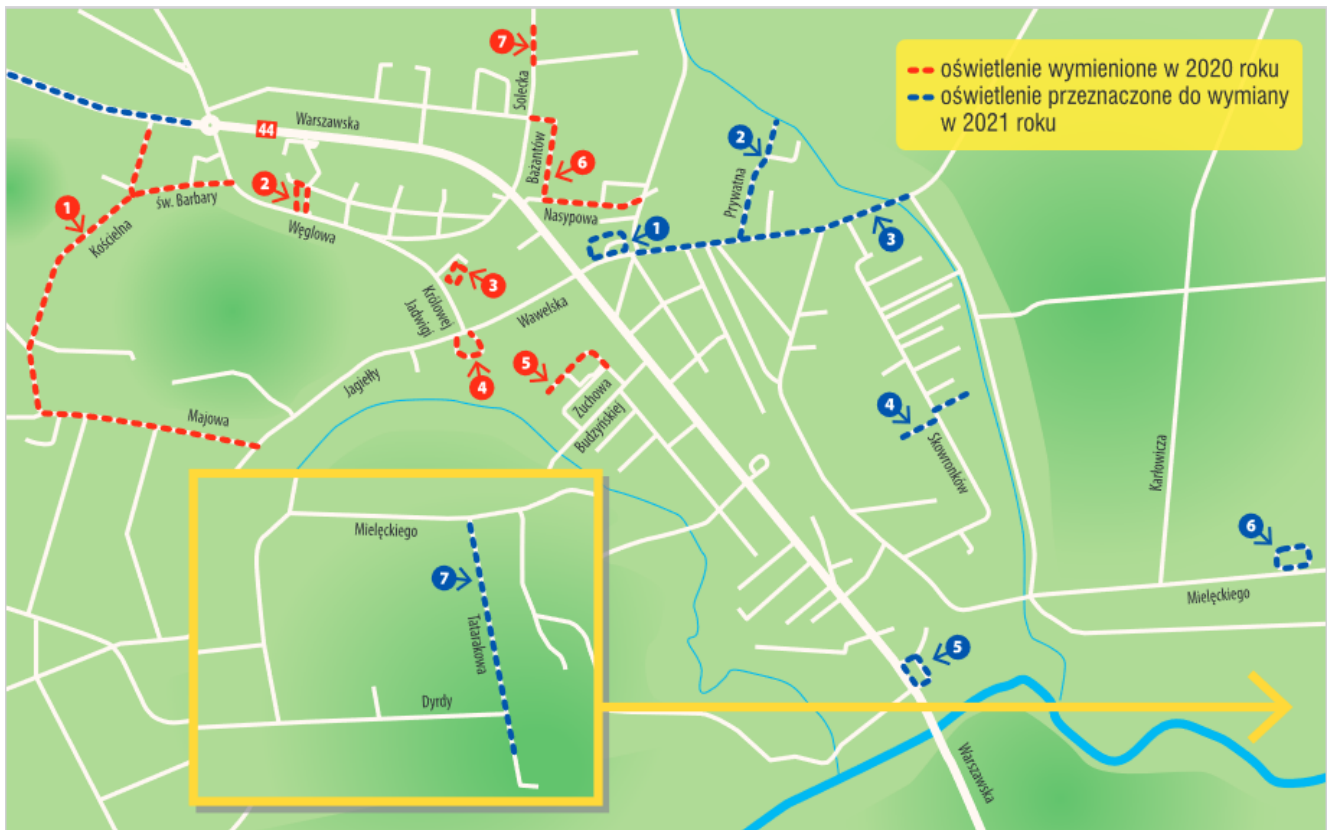 oświetlenie wymienione w 2020 roku
oświetlenie przeznaczone do wymiany
w 2021 roku
7
Solecka
44
Warszawska
Bażantów
6
2
Prywatna
1
Kościelna
św. Barbary
2
Węglowa
Nasypowa
1
3
3
Królowej
Jadwigi
Wawelska
4
5
Żuchowa
Budzyńskiej
Jagiełły
Majowa
4
Skowronków
Karłowicza
6
Mielęckiego
5
Warszawska
Mielęckiego
7
Tatarakowa
Dyrdy